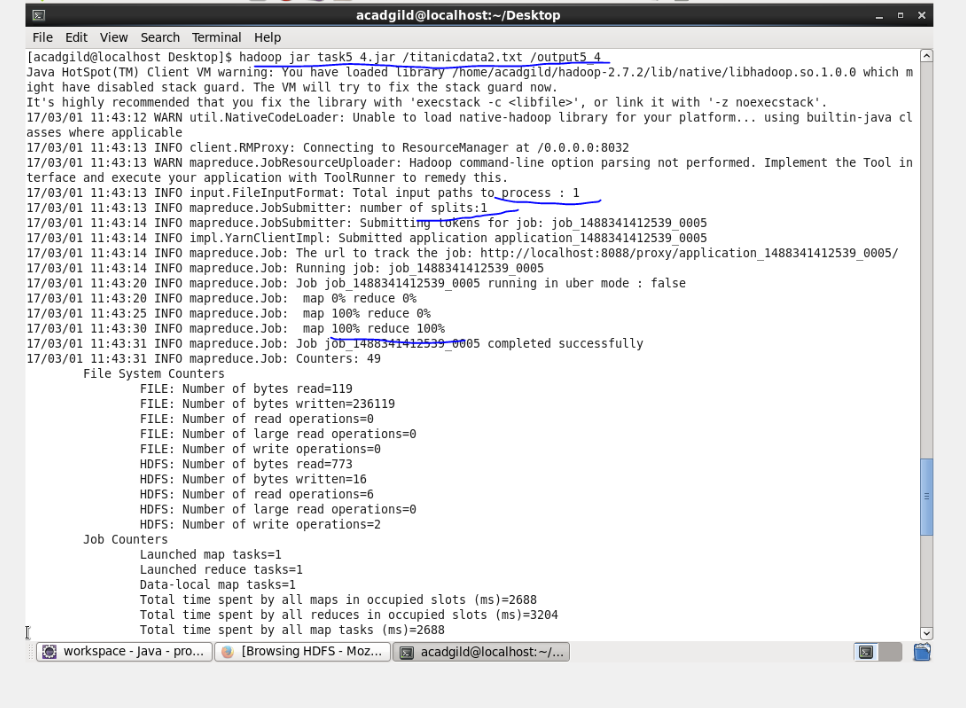 acadgild@localhost:~/Desktop
File Edit View Search Terminal Help
[acadgild@localhost Desktop]$ hadoop jar task5_4.jar /titanicdata2.txt /output5_4
Java HotSpot(TM) Client VM warning: You have loaded library /home/acadgild/hadoop-2.7.2/lib/native/libhadoop.so.1.0.0 which m
ight have disabled stack guard. The VM will try to fix the stack guard now.
It's highly recommended that you fix the library with 'execstack -c <libfile>', or link it with '-z noexecstack'.
17/03/01 11:43:12 WARN util.NativeCodeLoader: Unable to load native-hadoop library for your platform... using builtin-java cl
asses where applicable
17/03/01 11:43:13 INFO client.RMProxy: Connecting to ResourceManager at /0.0.0.0:8032
17/03/01 11:43:13 WARN mapreduce.JobResourceUploader: Hadoop command-line option parsing not performed. Implement the Tool in
terface and execute your application with ToolRunner to remedy this.
17/03/01 11:43:13 INFO input.FileInputFormat: Total input paths to process : 1
17/03/01 11:43:13 INFO mapreduce.JobSubmitter: number of splits:1
17/03/01 11:43:14 INFO mapreduce.JobSubmitter: Submitting tokens for job: job_1488341412539_0005
17/03/01 11:43:14 INFO impl.YarnClientImpl: Submitted application application_1488341412539_0005
17/03/01 11:43:14 INFO mapreduce.Job: The url to track the job: http://localhost:8088/proxy/application_1488341412539_0005/
17/03/01 11:43:14 INFO mapreduce.Job: Running job: job_1488341412539_0005
17/03/01 11:43:20 INFO mapreduce.Job: Job job_1488341412539_0005 running in uber mode : false
17/03/01 11:43:20 INFO mapreduce.Job:  map 0% reduce 0%
17/03/01 11:43:25 INFO mapreduce.Job:  map 100% reduce 0%
17/03/01 11:43:30 INFO mapreduce.Job:  map 100% reduce 100%
17/03/01 11:43:31 INFO mapreduce.Job: Job job_1488341412539_0005 completed successfully
17/03/01 11:43:31 INFO mapreduce.Job: Counters: 49
File System Counters
FILE: Number of bytes read=119
FILE: Number of bytes written=236119
FILE: Number of read operations=0
FILE: Number of large read operations=0
FILE: Number of write operations=0
HDFS: Number of bytes read=773
HDFS: Number of bytes written=16
HDFS: Number of read operations=6
HDFS: Number of large read operations=0
HDFS: Number of write operations=2
Job Counters
Launched map tasks=1
Launched reduce tasks=1
Data-local map tasks=1
Total time spent by all maps in occupied slots (ms)=2688
Total time spent by all reduces in occupied slots (ms)=3204
Total time spent by all map tasks (ms)=2688
workspace - Java - pro... [Browsing HDFS - Moz... acadgild@localhost:~/...